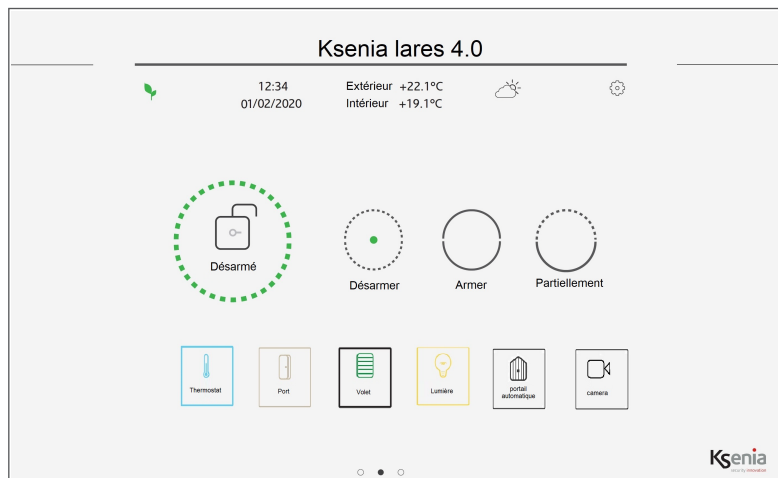 Ksenia lares 4.0
12:34
01/02/2020
Extérieur +22.1°C
Intérieur +19.1°C
Désarmé
Désarmer
Armer
Partiellement
Thermostat
Port
Volet
Lumière
portail
automatique
camera
Ksenia
security innovation